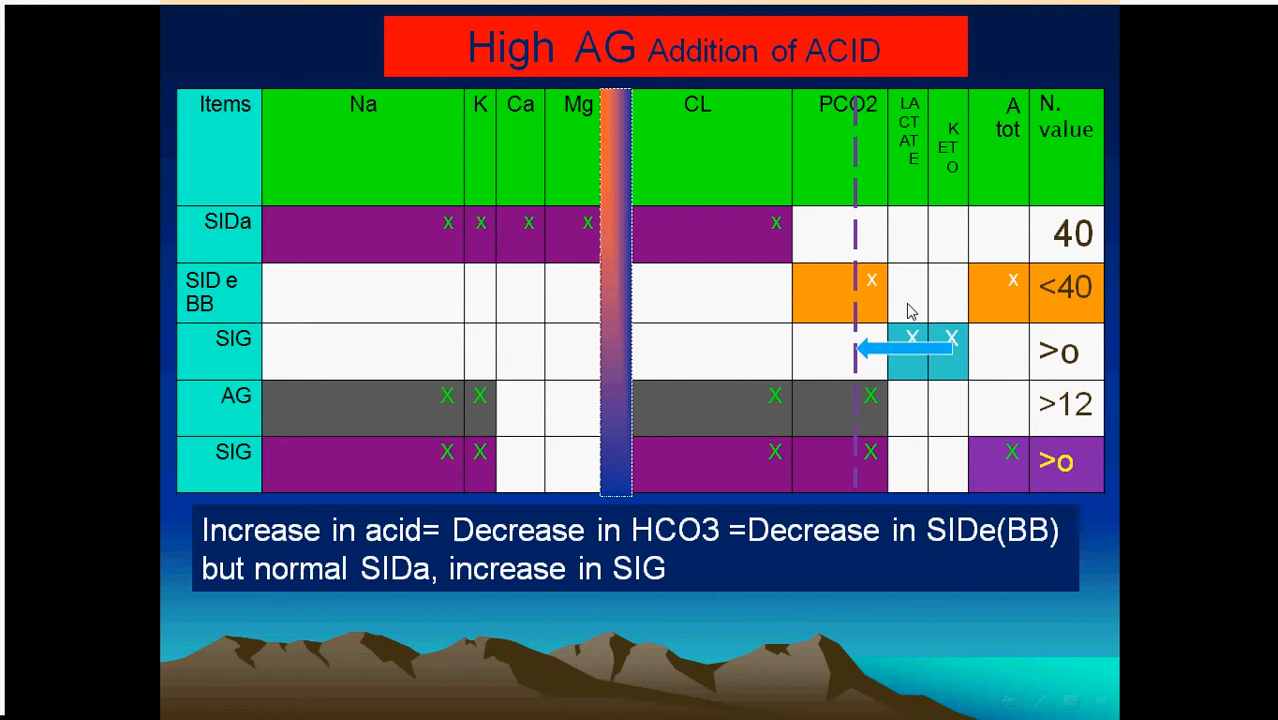 High AG Addition of ACID
Items Na K Ca Mg CL PCO2 LA CT AT E K ET O A tot N. value
SIDa x x x x x 40
SID e BB x x <40
SIG X X >o
AG X X X X >12
SIG X X X X X >o
Increase in acid= Decrease in HCO3 =Decrease in SIDe(BB)
but normal SIDa, increase in SIG